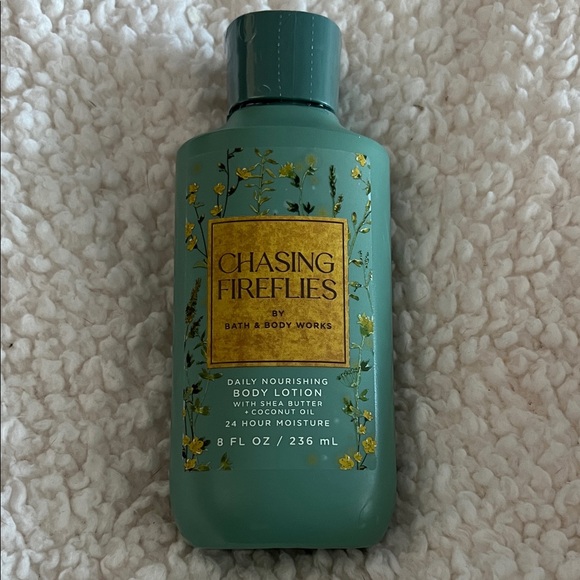 CHASING
FIREFLIES
BY
BATH & BODY WORKS
DAILY NOURISHING
BODY LOTION
WITH SHEA BUTTER
+ COCONUT OIL
24 HOUR MOISTURE
8 FL OZ / 236 mL